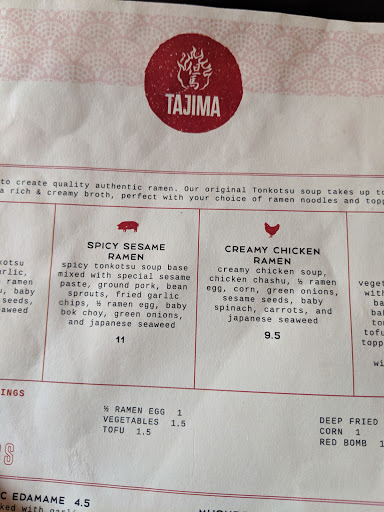 TAJIMA
to create quality authentic ramen. Our original Tonkotsu soup takes up to
a rich & creamy broth, perfect with your choice of ramen noodles and topp
SPICY SESAME
RAMEN
spicy tonkotsu soup base
mixed with special sesame
paste, ground pork, bean
sprouts, fried garlic
chips, ½ ramen egg, baby
bok choy, green onions,
and japanese seaweed
11
CREAMY CHICKEN
RAMEN
creamy chicken soup,
chicken chashu, ½ ramen
egg, corn, green onions,
sesame seeds, baby
spinach, carrots, and
japanese seaweed
9.5
½ RAMEN EGG 1
VEGETABLES 1.5
TOFU 1.5
DEEP FRIED
CORN 1
RED BOMB 1
EDAMAME 4.5